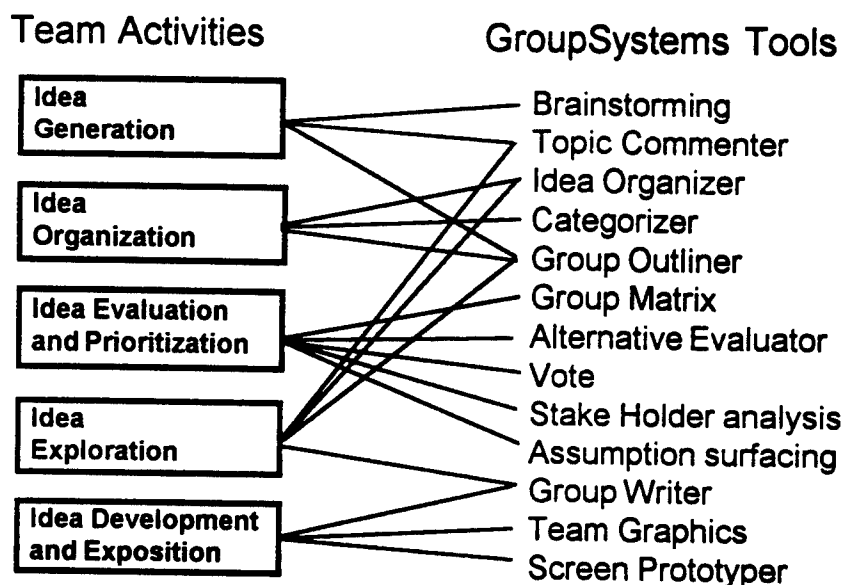 Team Activities
Idea
Generation
Idea
Organization
Idea Evaluation
and Prioritization
Idea
Exploration
Idea Development
and Exposition
GroupSystems Tools
Brainstorming
Topic Commenter
Idea Organizer
Categorizer
Group Outliner
Group Matrix
Alternative Evaluator
Vote
Stake Holder analysis
Assumption surfacing
Group Writer
Team Graphics
Screen Prototyper